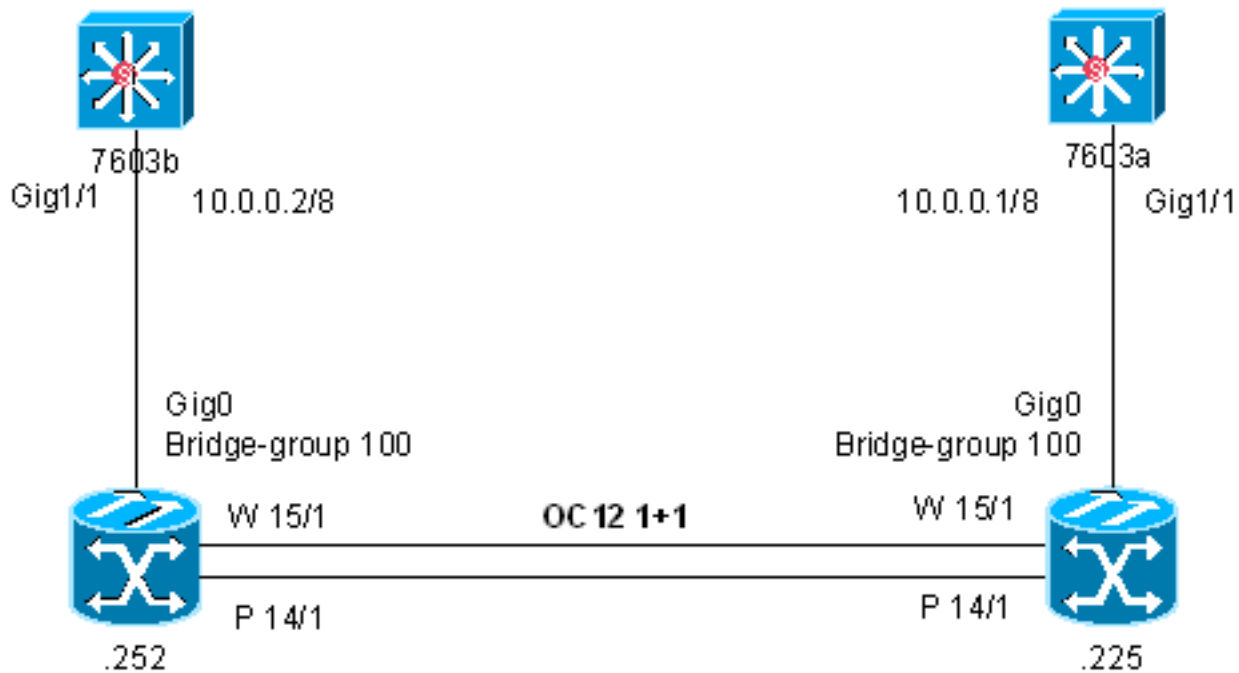 7603b
7603a
Gig1/1
10.0.0.2/8
10.0.0.1/8
Gig1/1
Gig0
Bridge-group 100
Gig0
Bridge-group 100
W 15/1
OC 12 1+1
W 15/1
P 14/1
P 14/1
.252
.225